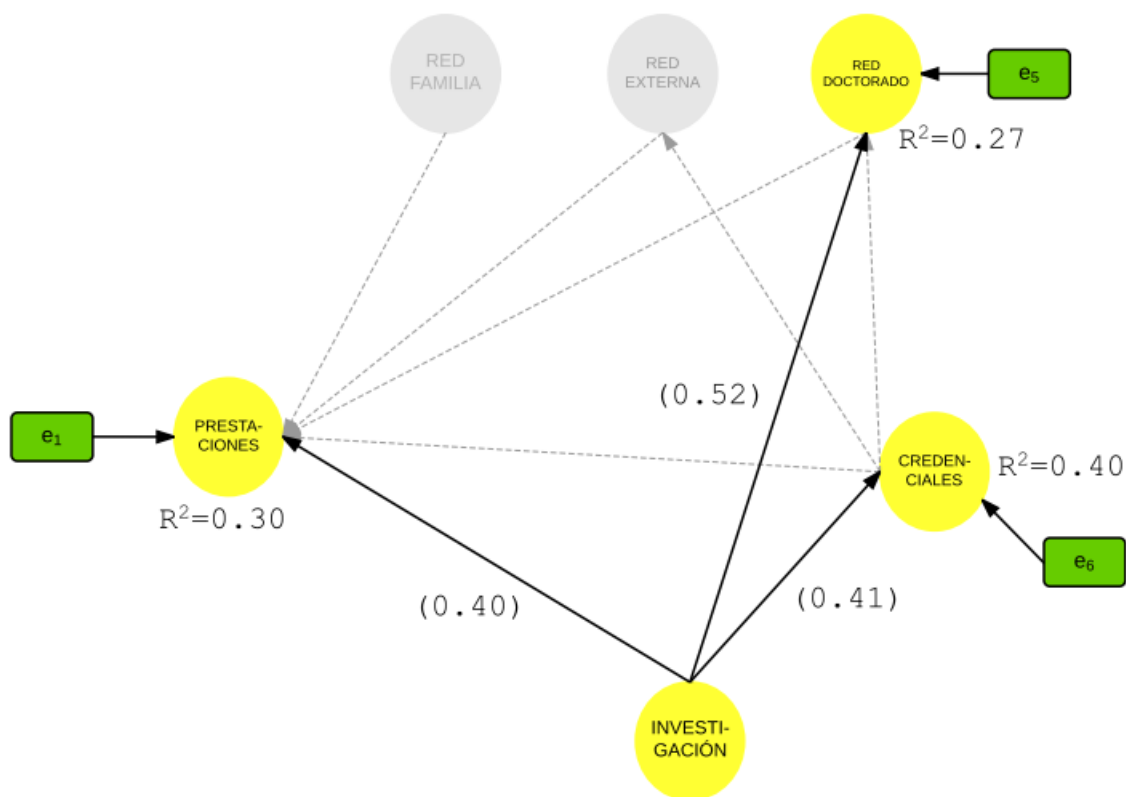 RED
FAMILIA
RED
EXTERNA
RED
DOCTORADO
e₅
R²=0.27
(0.52)
e₁
PRESTA-
CIONES
R²=0.30
CREDEN-
CIALES
R²=0.40
e₆
(0.40)
(0.41)
INVESTI-
GACIÓN